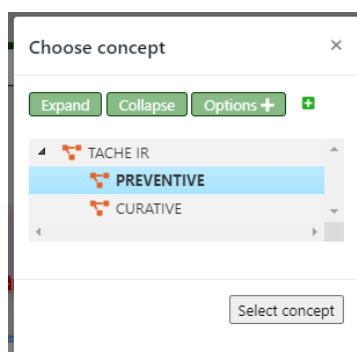 Choose concept ×
Expand Collapse Options +
TACHE IR
PREVENTIVE
CURATIVE
Select concept